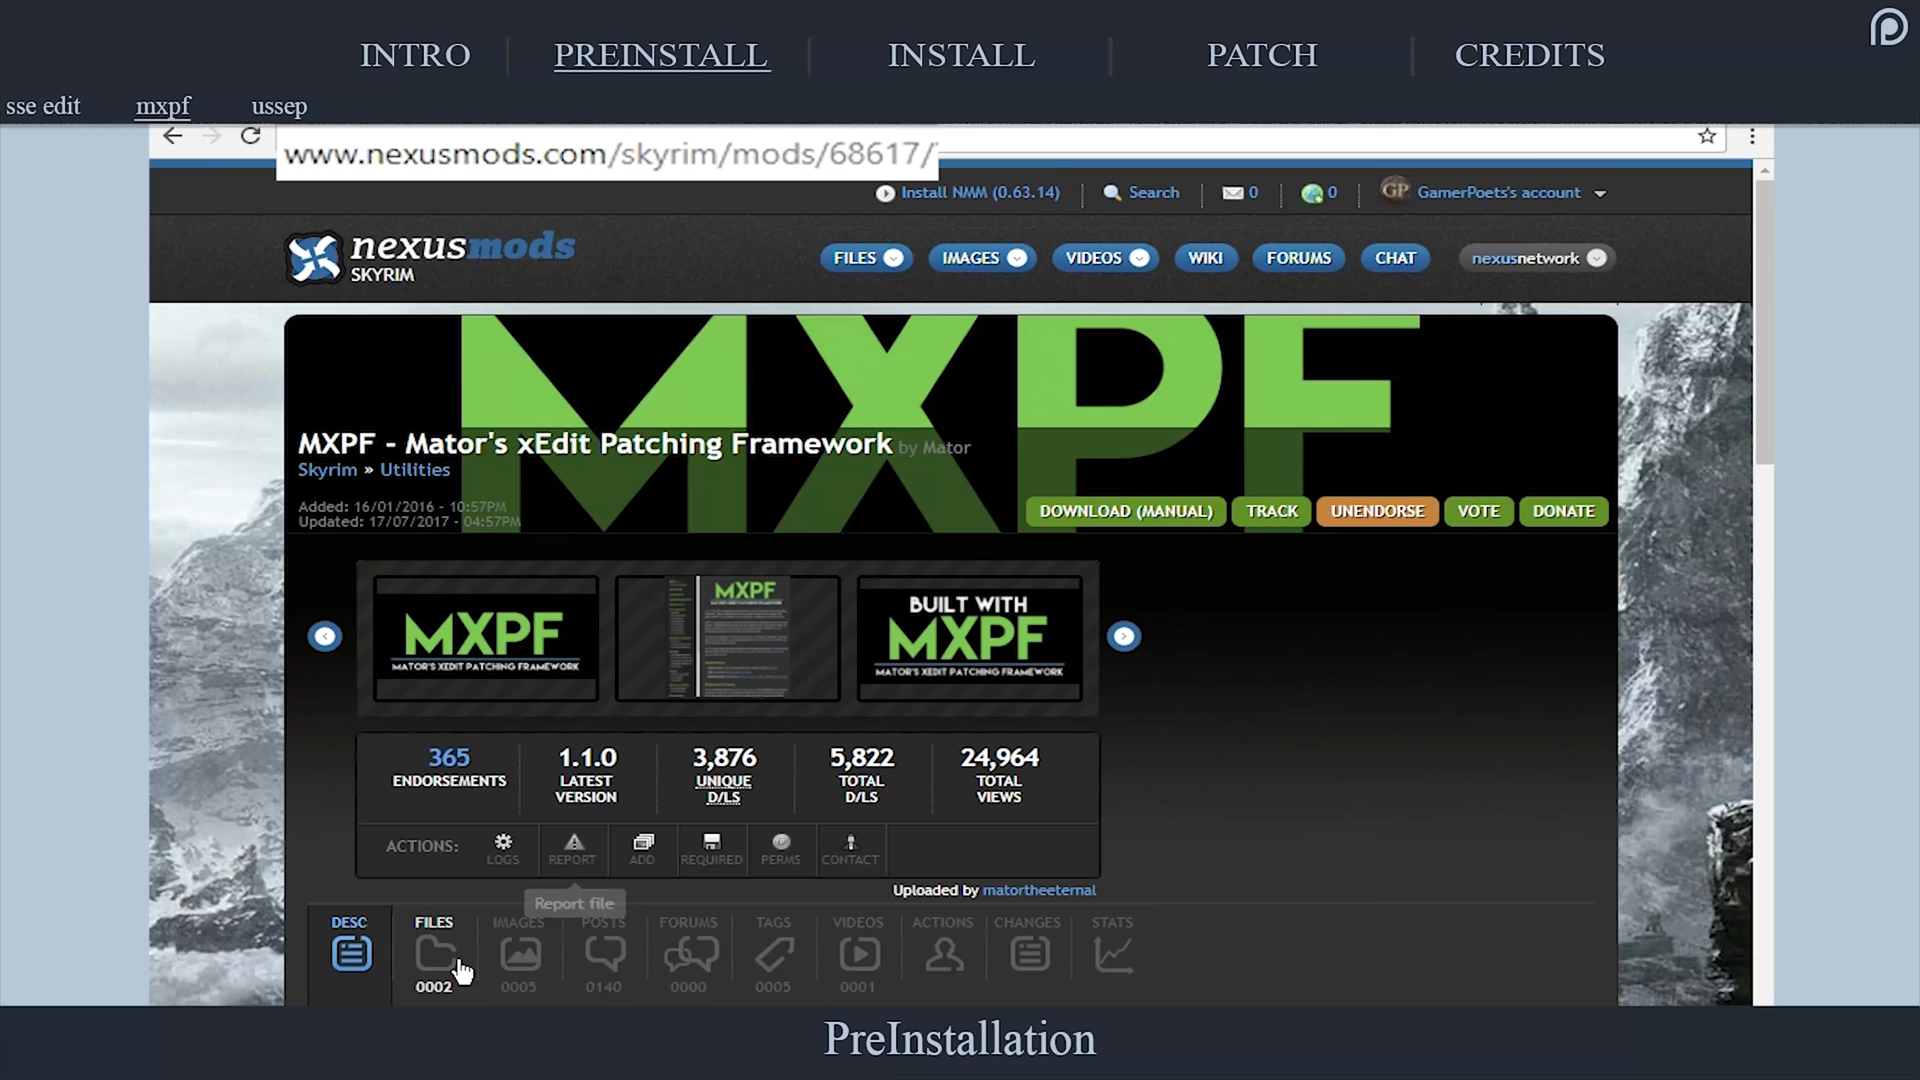 INTRO
PREINSTALL
INSTALL
PATCH
CREDITS
sse edit
mxpf
ussep
www.nexusmods.com/skyrim/mods/68617/
Install NMM (0.63.14)
Search
0
0
GP
GamerPoets's account
nexusmods
SKYRIM
FILES
IMAGES
VIDEOS
WIKI
FORUMS
CHAT
nexusnetwork
MXPF
MXPF - Mator's xEdit Patching Framework by Mator
Skyrim » Utilities
Added: 16/01/2016 - 10:57PM
Updated: 17/07/2017 - 04:57PM
DOWNLOAD (MANUAL)
TRACK
UNENDORSE
VOTE
DONATE
MXPF
MATOR'S XEDIT PATCHING FRAMEWORK
MXPF
BUILT WITH
MXPF
MATOR'S XEDIT PATCHING FRAMEWORK
365
ENDORSEMENTS
1.1.0
LATEST
VERSION
3,876
UNIQUE
D/LS
5,822
TOTAL
D/LS
24,964
TOTAL
VIEWS
ACTIONS:
LOGS
REPORT
ADD
REQUIRED
PERMS
CONTACT
Uploaded by matortheeternal
Report file
DESC
FILES
0002
IMAGES
0005
POSTS
0140
FORUMS
0000
TAGS
0005
VIDEOS
0001
ACTIONS
CHANGES
STATS
PreInstallation